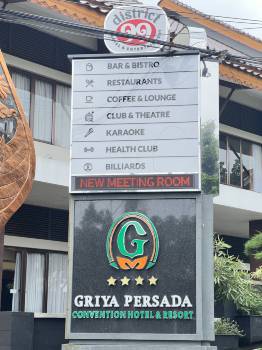 district
99
BAR & BISTRO
RESTAURANTS
COFFEE & LOUNGE
CLUB & THEATRE
KARAOKE
HEALTH CLUB
BILLIARDS
NEW MEETING ROOM
G
GRIYA PERSADA
CONVENTION HOTEL & RESORT